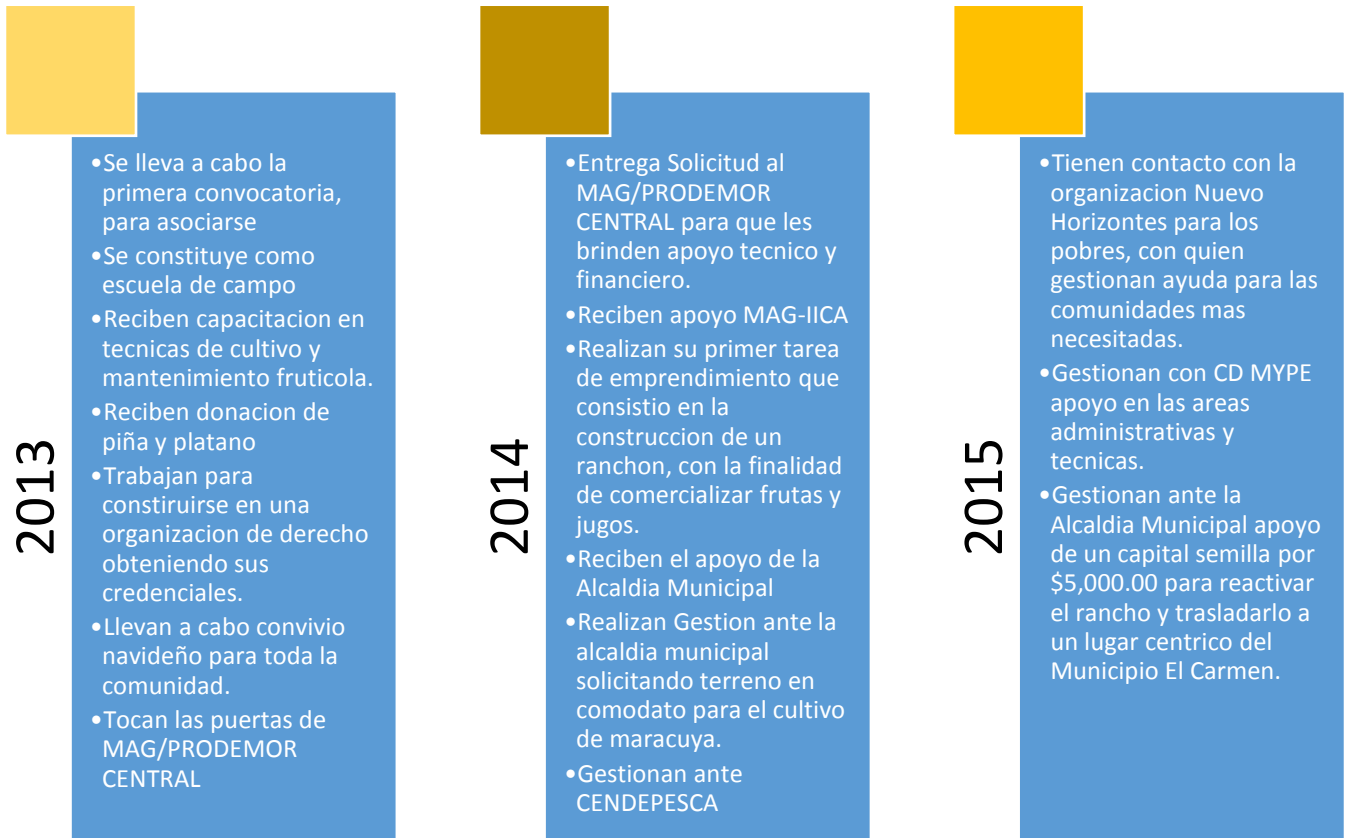 2013
•Se lleva a cabo la
primera convocatoria,
para asociarse
•Se constituye como
escuela de campo
•Reciben capacitacion en
tecnicas de cultivo y
mantenimiento fruticola.
•Reciben donacion de
piña y platano
•Trabajan para
construirse en una
organizacion de derecho
obteniendo sus
credenciales.
•Llevan a cabo convivio
navideño para toda la
comunidad.
•Tocan las puertas de
MAG/PRODEMOR
CENTRAL
2014
•Entrega Solicitud al
MAG/PRODEMOR
CENTRAL para que les
brinden apoyo tecnico y
financiero.
•Reciben apoyo MAG-IICA
•Realizan su primer tarea
de emprendimiento que
consistio en la
construccion de un
ranchon, con la finalidad
de comercializar frutas y
jugos.
•Reciben el apoyo de la
Alcaldia Municipal
•Realizan Gestion ante la
alcaldia municipal
solicitando terreno en
comodato para el cultivo
de maracuya.
•Gestionan ante
CENDEPESCA
2015
•Tienen contacto con la
organizacion Nuevo
Horizontes para los
pobres, con quien
gestionan ayuda para las
comunidades mas
necesitadas.
•Gestionan con CD MYPE
apoyo en las areas
administrativas y
tecnicas.
•Gestionan ante la
Alcaldia Municipal apoyo
de un capital semilla por
$5,000.00 para reactivar
el rancho y trasladarlo a
un lugar centrico del
Municipio El Carmen.